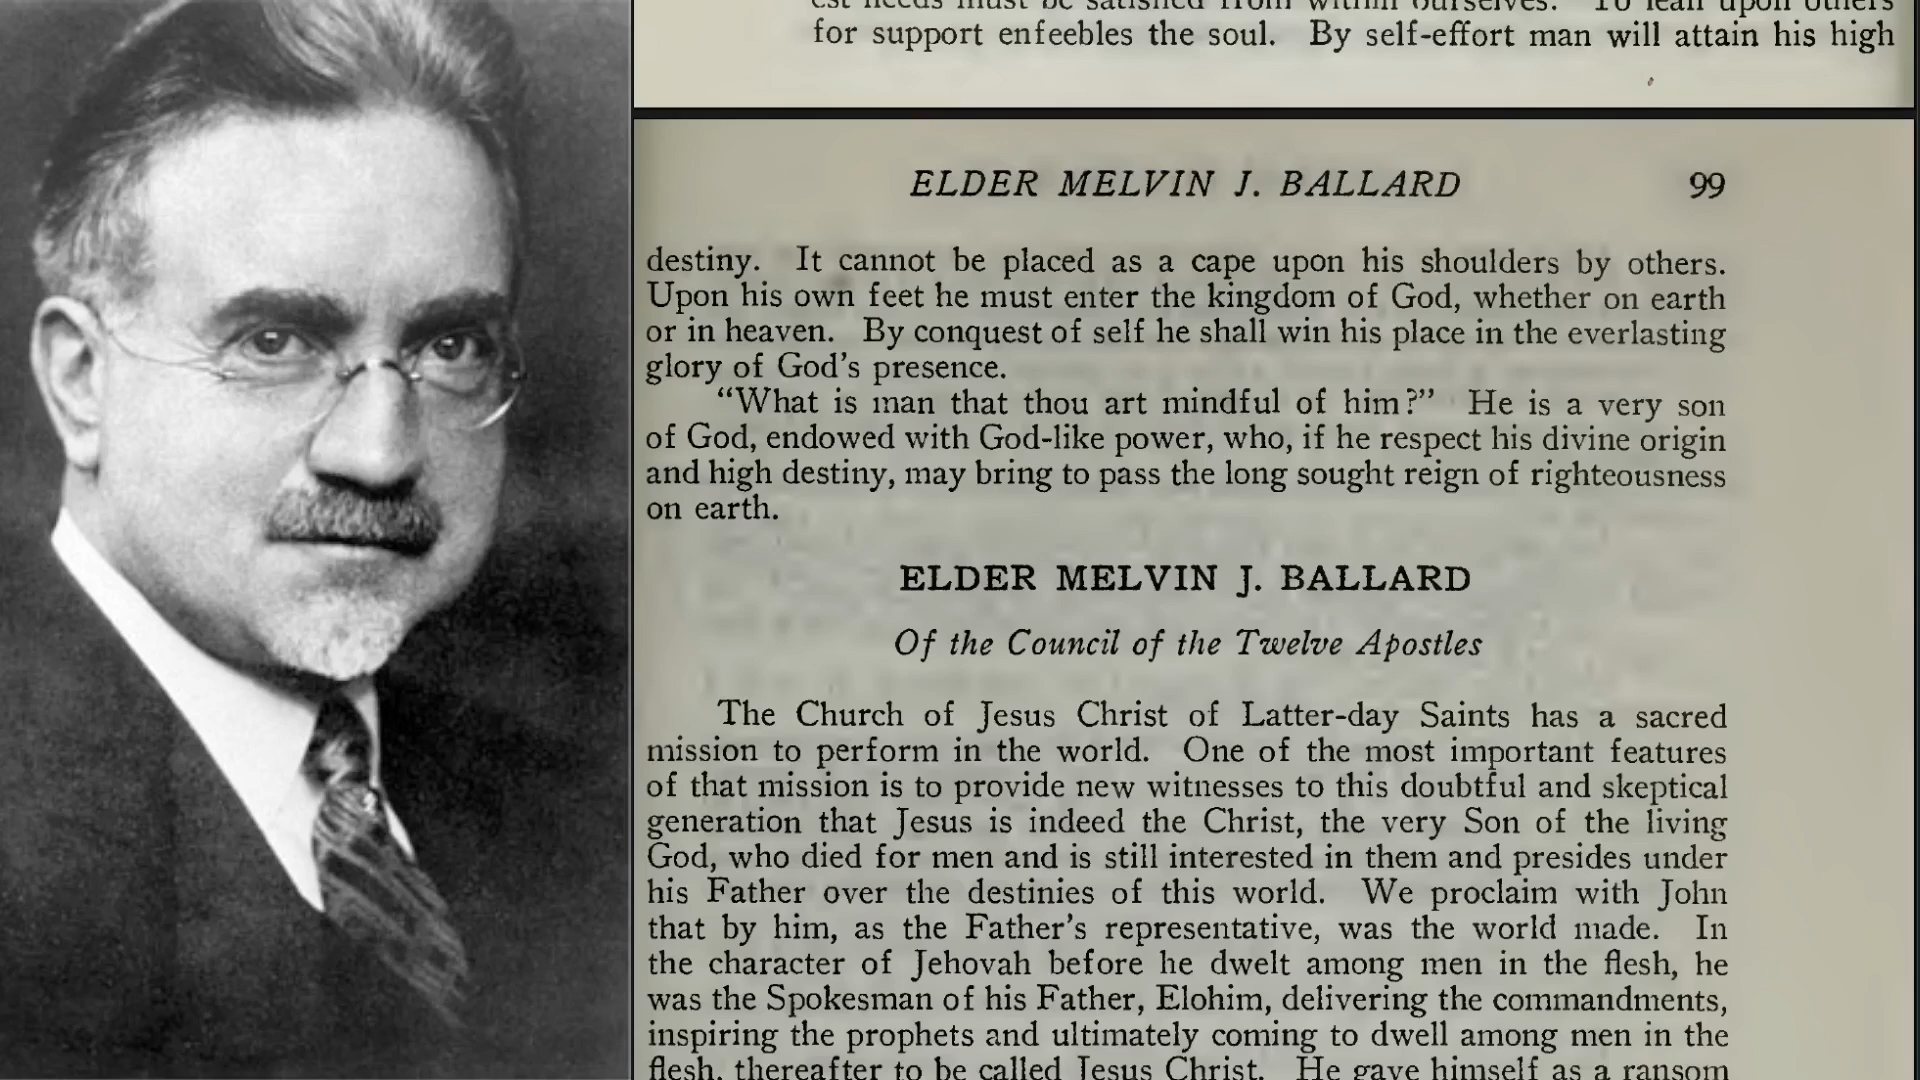 est needs must be satisfied from within ourselves. To lean upon others
for support enfeebles the soul. By self-effort man will attain his high
ELDER MELVIN J. BALLARD 99
destiny. It cannot be placed as a cape upon his shoulders by others.
Upon his own feet he must enter the kingdom of God, whether on earth
or in heaven. By conquest of self he shall win his place in the everlasting
glory of God's presence.
"What is man that thou art mindful of him?" He is a very son
of God, endowed with God-like power, who, if he respect his divine origin
and high destiny, may bring to pass the long sought reign of righteousness
on earth.
ELDER MELVIN J. BALLARD
Of the Council of the Twelve Apostles
The Church of Jesus Christ of Latter-day Saints has a sacred
mission to perform in the world. One of the most important features
of that mission is to provide new witnesses to this doubtful and skeptical
generation that Jesus is indeed the Christ, the very Son of the living
God, who died for men and is still interested in them and presides under
his Father over the destinies of this world. We proclaim with John
that by him, as the Father's representative, was the world made. In
the character of Jehovah before he dwelt among men in the flesh, he
was the Spokesman of his Father, Elohim, delivering the commandments,
inspiring the prophets and ultimately coming to dwell among men in the
flesh, thereafter to be called Jesus Christ. He gave himself as a ransom